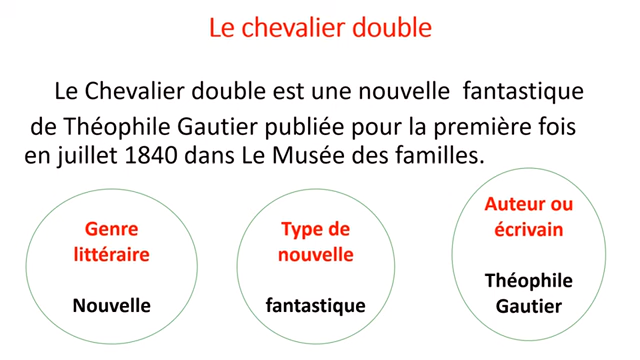 Le chevalier double
Le Chevalier double est une nouvelle fantastique
de Théophile Gautier publiée pour la première fois
en juillet 1840 dans Le Musée des familles.
Genre
littéraire
Nouvelle
Type de
nouvelle
fantastique
Auteur ou
écrivain
Théophile
Gautier